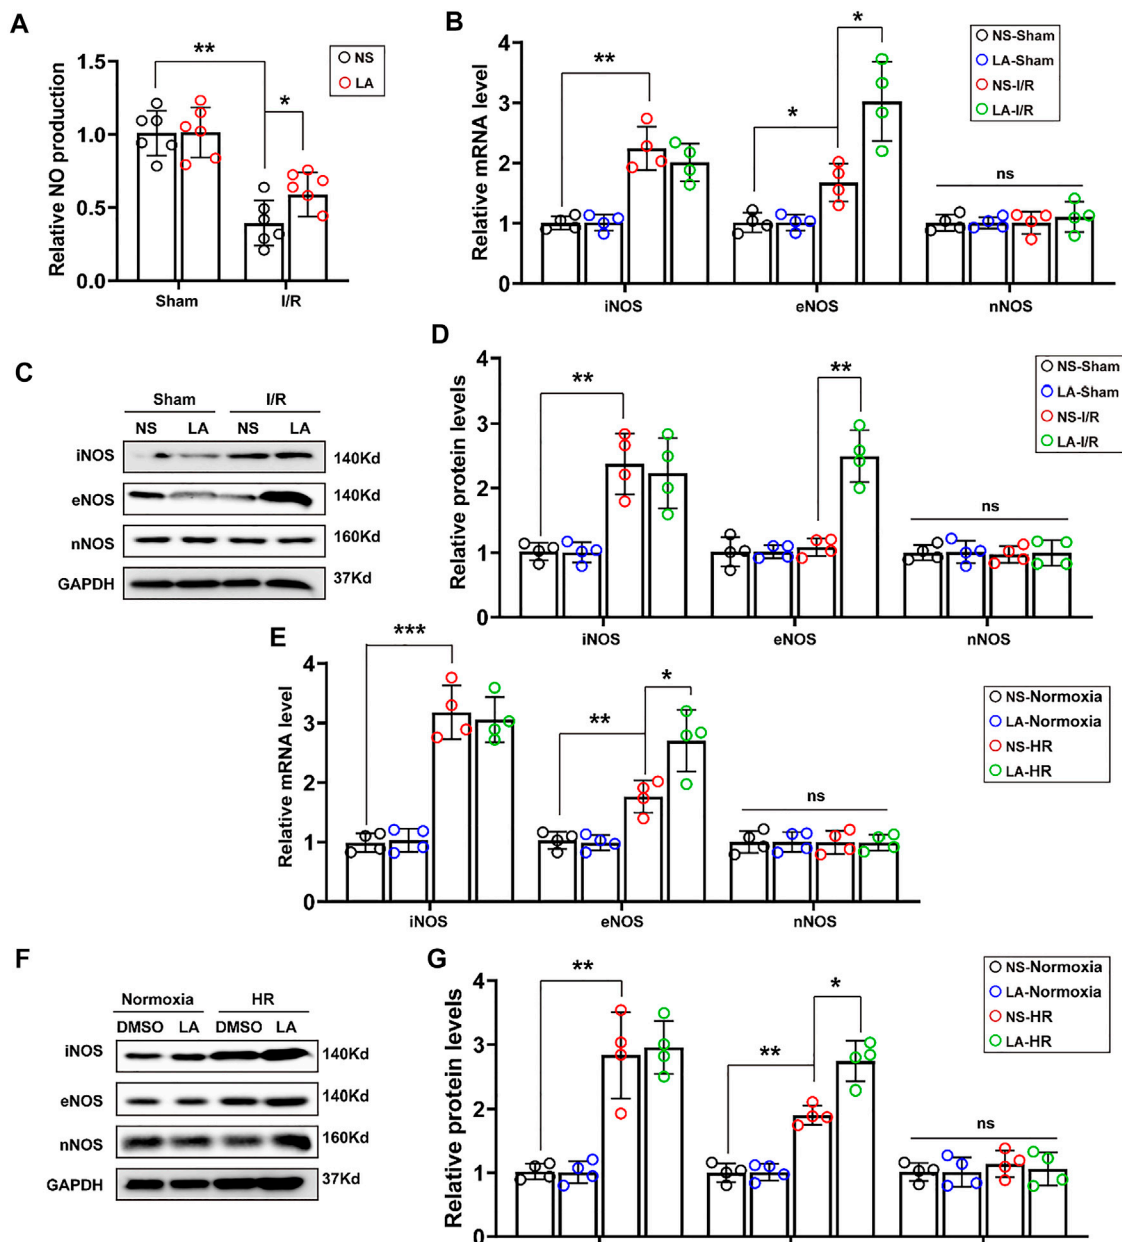 A
Relative NO production
1.5
1.0
0.5
0.0
**
*
NS
LA
Sham
I/R
B
Relative mRNA level
4
3
2
1
0
**
*
*
ns
NS-Sham
LA-Sham
NS-I/R
LA-I/R
iNOS
eNOS
nNOS
C
Sham
I/R
NS
LA
NS
LA
iNOS
140Kd
eNOS
140Kd
nNOS
160Kd
GAPDH
37Kd
D
Relative protein levels
4
3
2
1
0
**
**
ns
NS-Sham
LA-Sham
NS-I/R
LA-I/R
iNOS
eNOS
nNOS
E
Relative mRNA level
4
3
2
1
0
***
**
*
ns
NS-Normoxia
LA-Normoxia
NS-HR
LA-HR
iNOS
eNOS
nNOS
F
Normoxia
HR
DMSO
LA
DMSO
LA
iNOS
140Kd
eNOS
140Kd
nNOS
160Kd
GAPDH
37Kd
G
Relative protein levels
4
3
2
1
0
**
**
*
ns
NS-Normoxia
LA-Normoxia
NS-HR
LA-HR